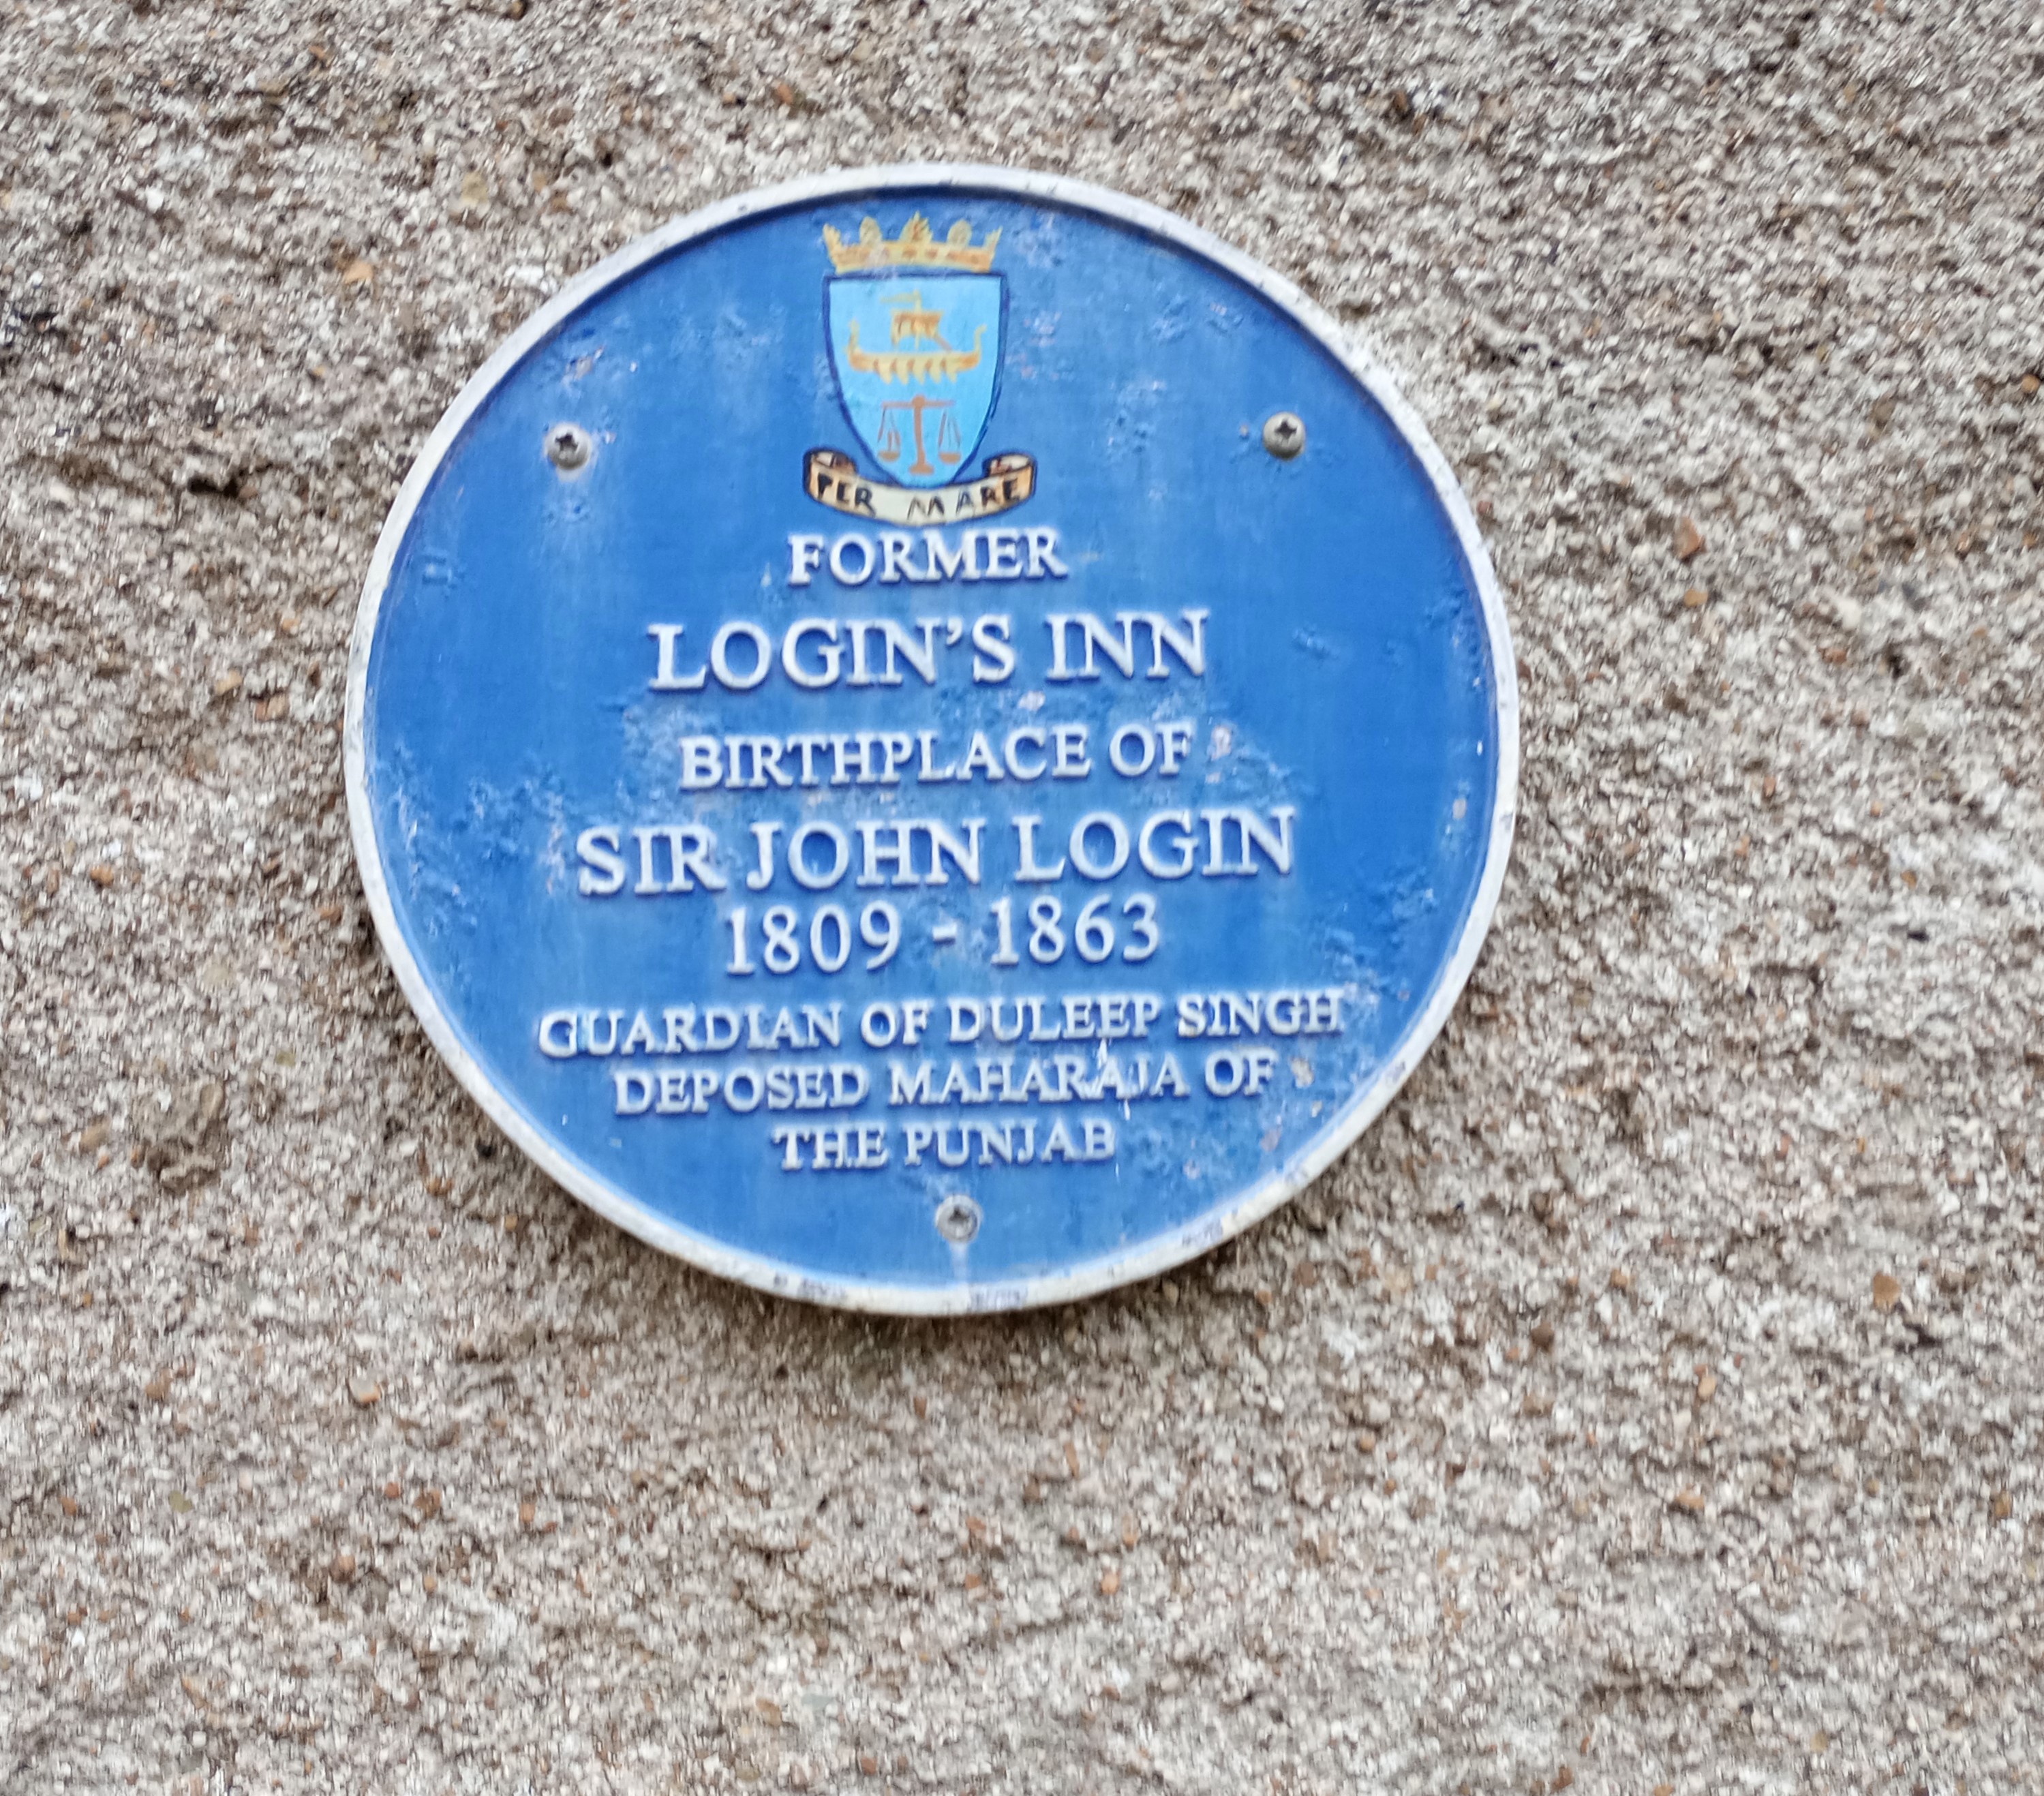 PER MARE
FORMER
LOGIN'S INN
BIRTHPLACE OF
SIR JOHN LOGIN
1809 - 1863
GUARDIAN OF DULEEP SINGH
DEPOSED MAHARAJA OF
THE PUNJAB